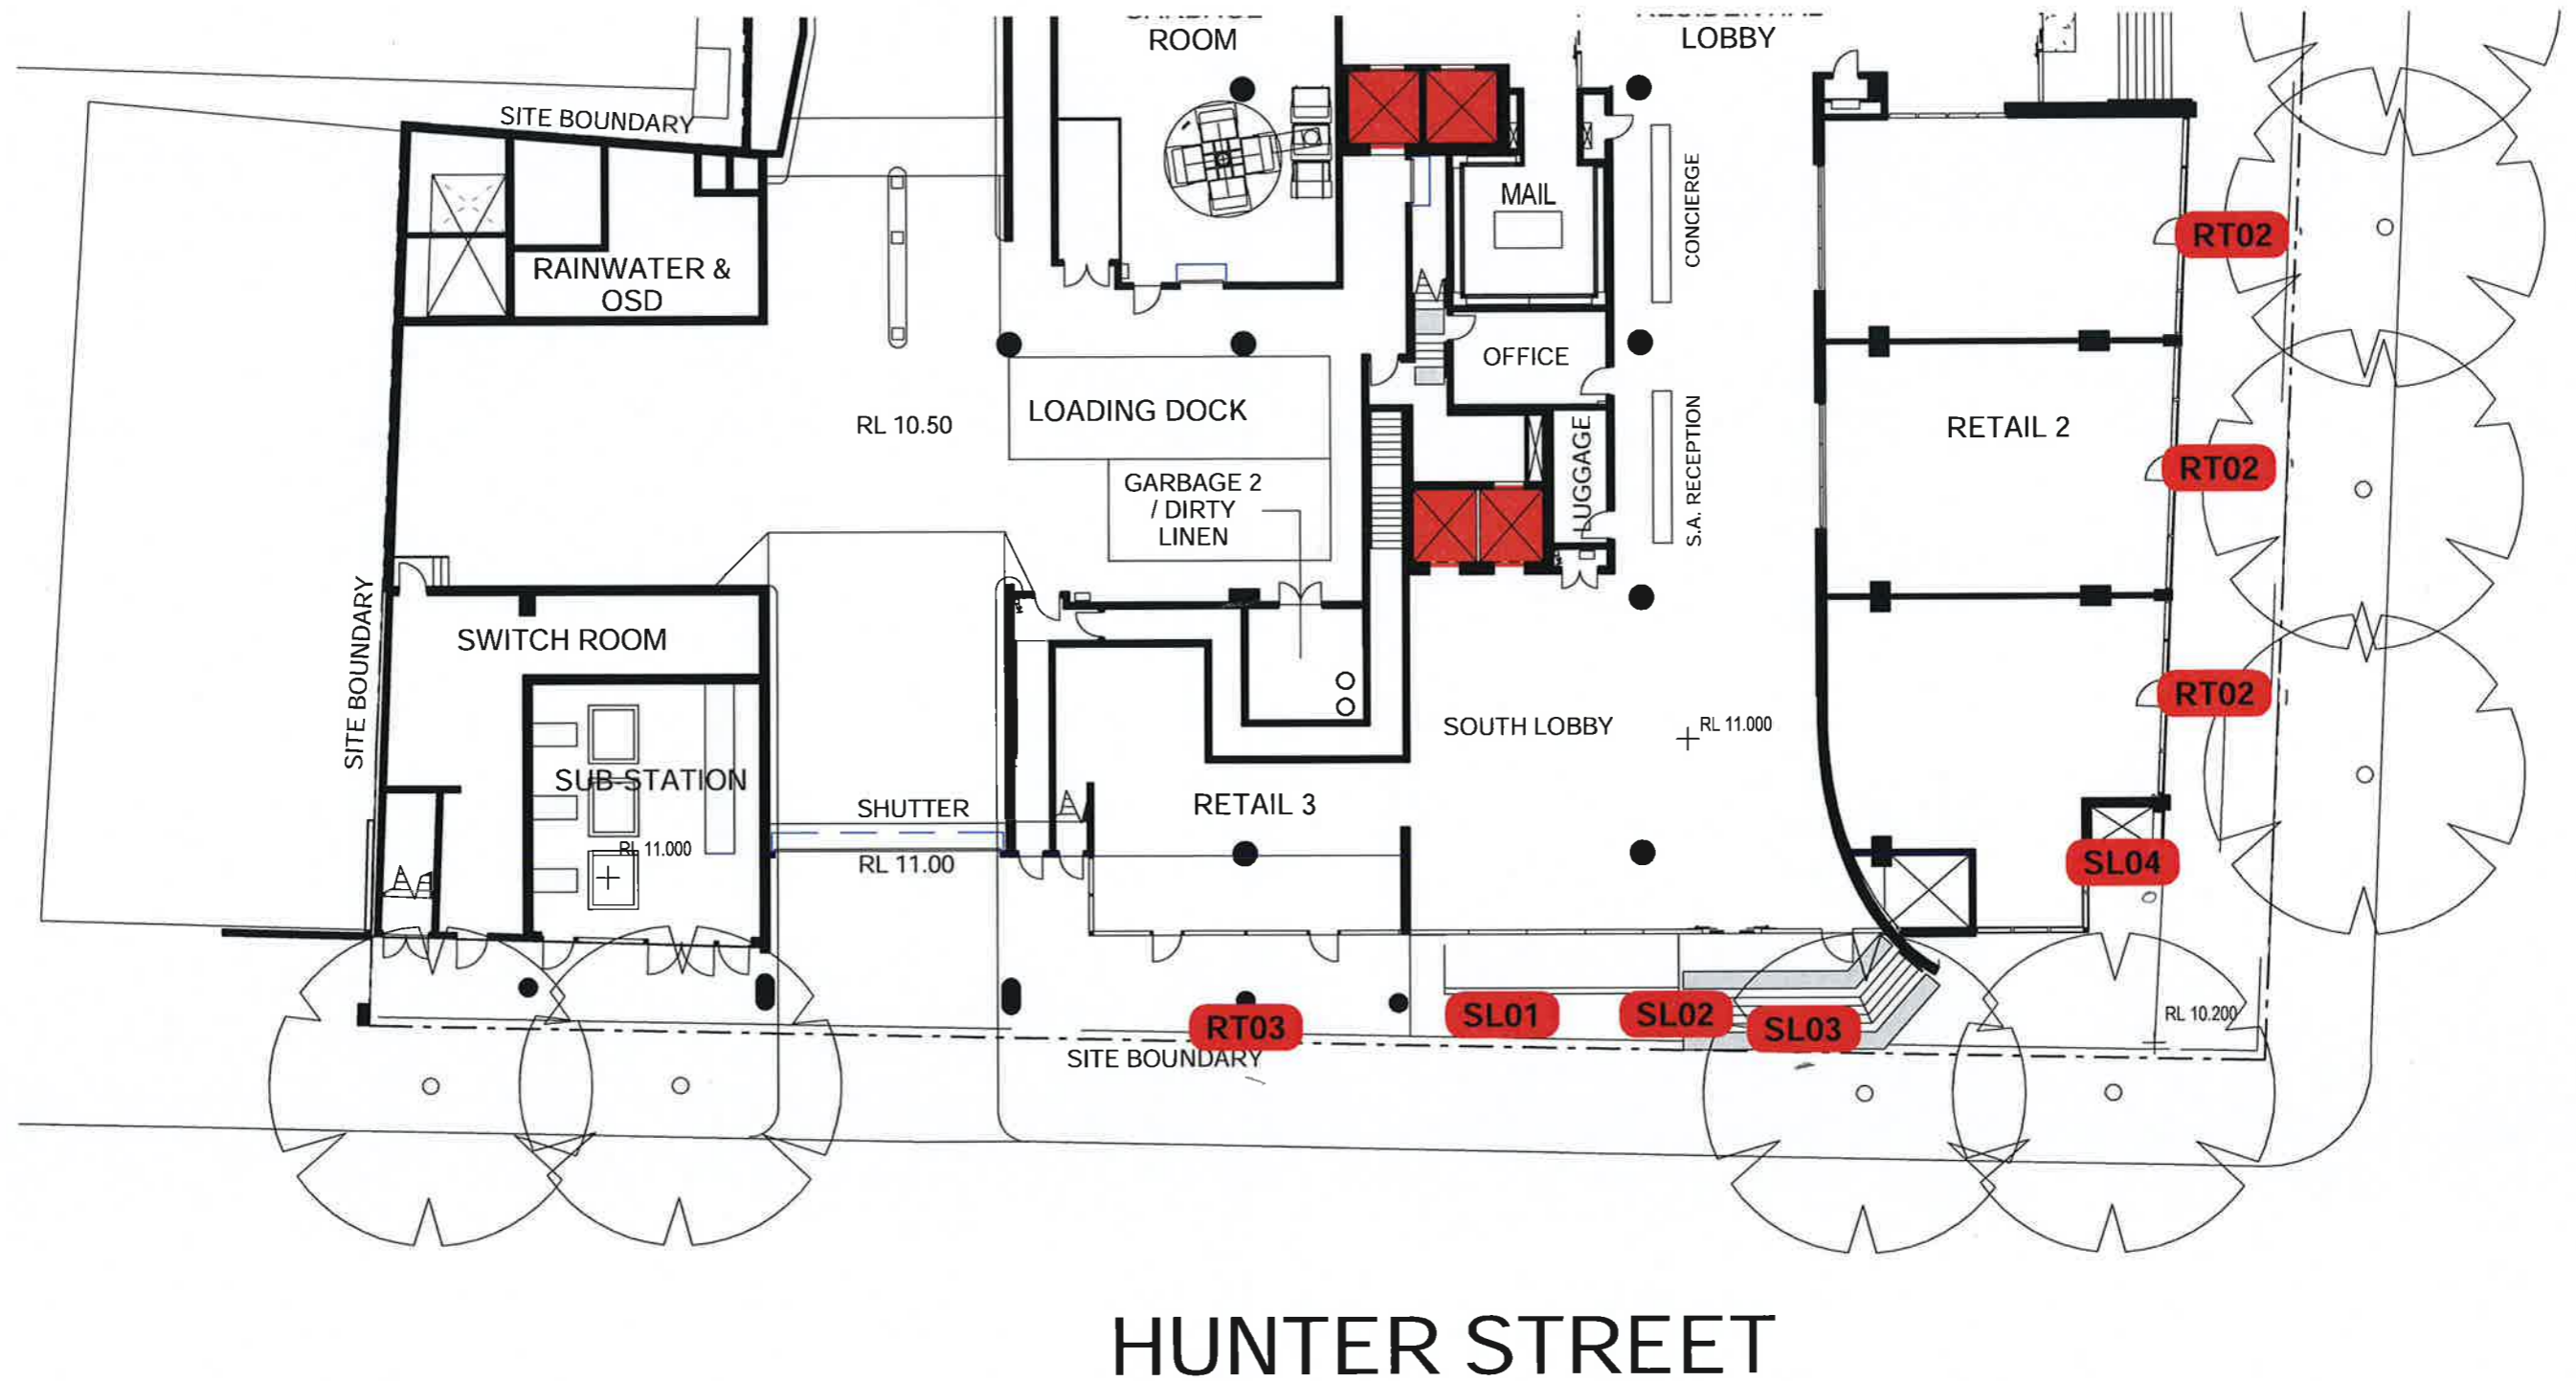 ROOM
LOBBY
SITE BOUNDARY
MAIL
CONCIERGE
RT02
RAINWATER &
OSD
OFFICE
LOADING DOCK
RL 10.50
S.A. RECEPTION
LUGGAGE
RETAIL 2
RT02
GARBAGE 2
/ DIRTY
LINEN
SITE BOUNDARY
SWITCH ROOM
RT02
SOUTH LOBBY
RL 11.000
SUB-STATION
SHUTTER
RETAIL 3
RL 11.000
RL 11.00
SL04
RT03
SL01
SL02
SL03
RL 10.200
SITE BOUNDARY
HUNTER STREET